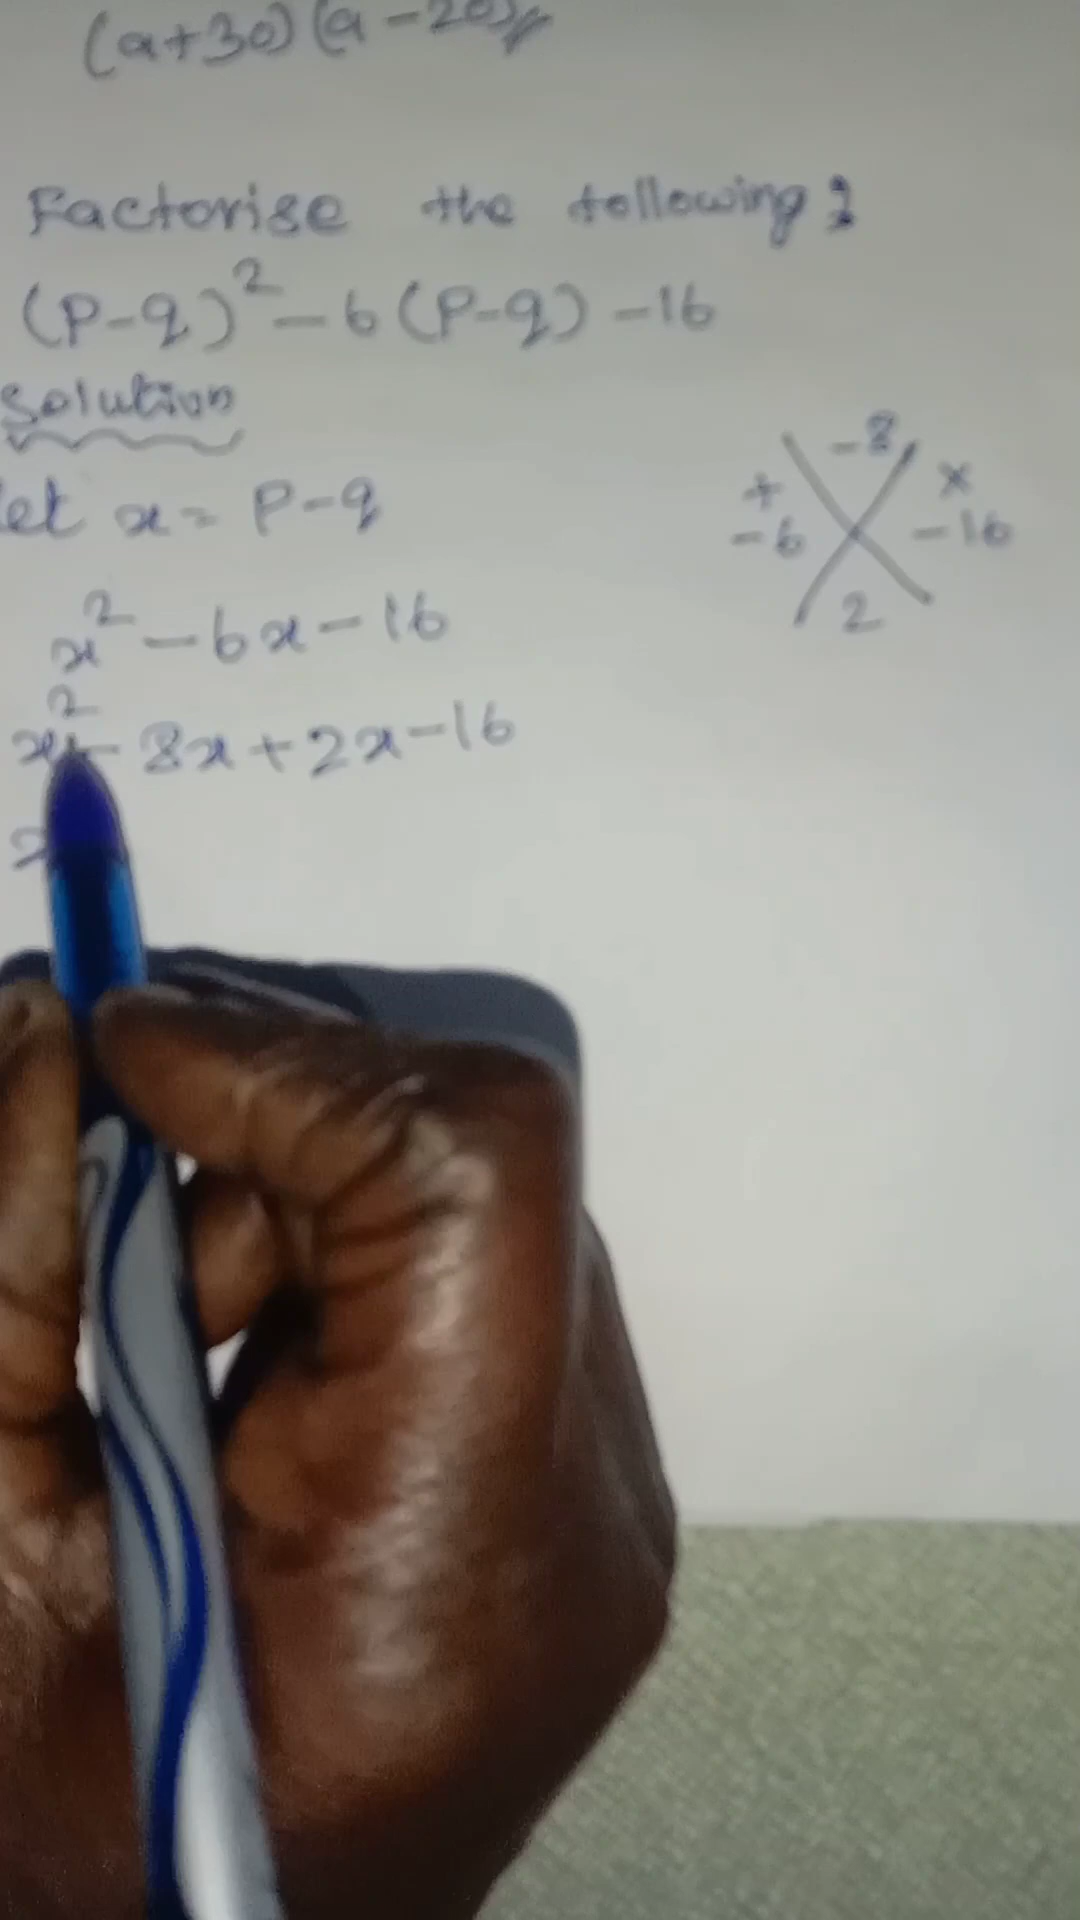 (a+30)(a-20)
Factorise the following:
(P-q)² - 6(P-q) - 16
Solution
let x = P-q
-8
+ ×
-6 -16
2
x² - 6x - 16
x² - 8x + 2x - 16
x